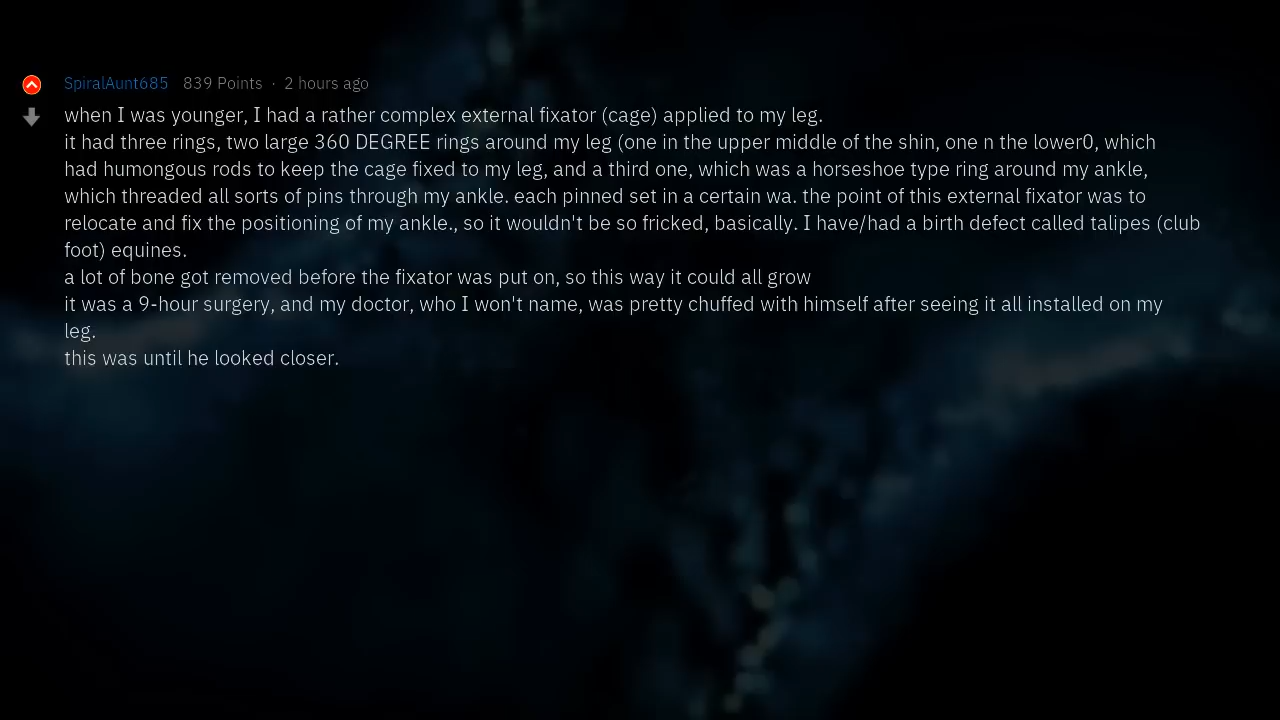 SpiralAunt685 839 Points · 2 hours ago
when I was younger, I had a rather complex external fixator (cage) applied to my leg.
it had three rings, two large 360 DEGREE rings around my leg (one in the upper middle of the shin, one n the lower0, which
had humongous rods to keep the cage fixed to my leg, and a third one, which was a horseshoe type ring around my ankle,
which threaded all sorts of pins through my ankle. each pinned set in a certain wa. the point of this external fixator was to
relocate and fix the positioning of my ankle., so it wouldn't be so fricked, basically. I have/had a birth defect called talipes (club
foot) equines.
a lot of bone got removed before the fixator was put on, so this way it could all grow
it was a 9-hour surgery, and my doctor, who I won't name, was pretty chuffed with himself after seeing it all installed on my
leg.
this was until he looked closer.